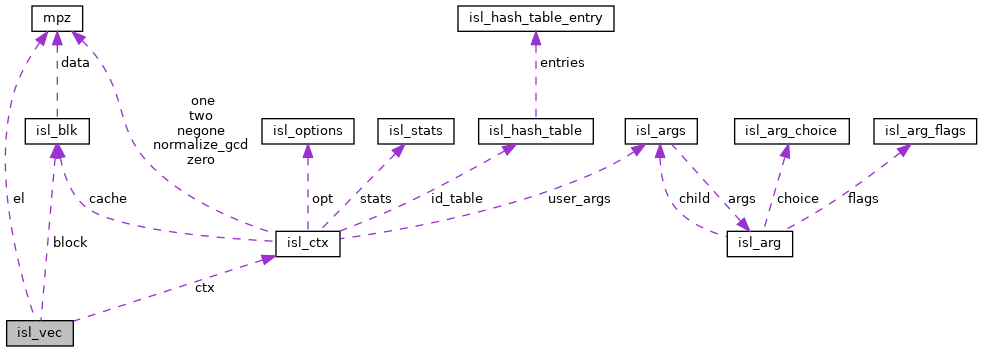 mpz
isl_hash_table_entry
data
entries
one
two
negone
normalize_gcd
zero
isl_blk
isl_options
isl_stats
isl_hash_table
isl_args
isl_arg_choice
isl_arg_flags
el
cache
opt
stats
id_table
user_args
child
args
choice
flags
block
isl_ctx
isl_arg
ctx
isl_vec